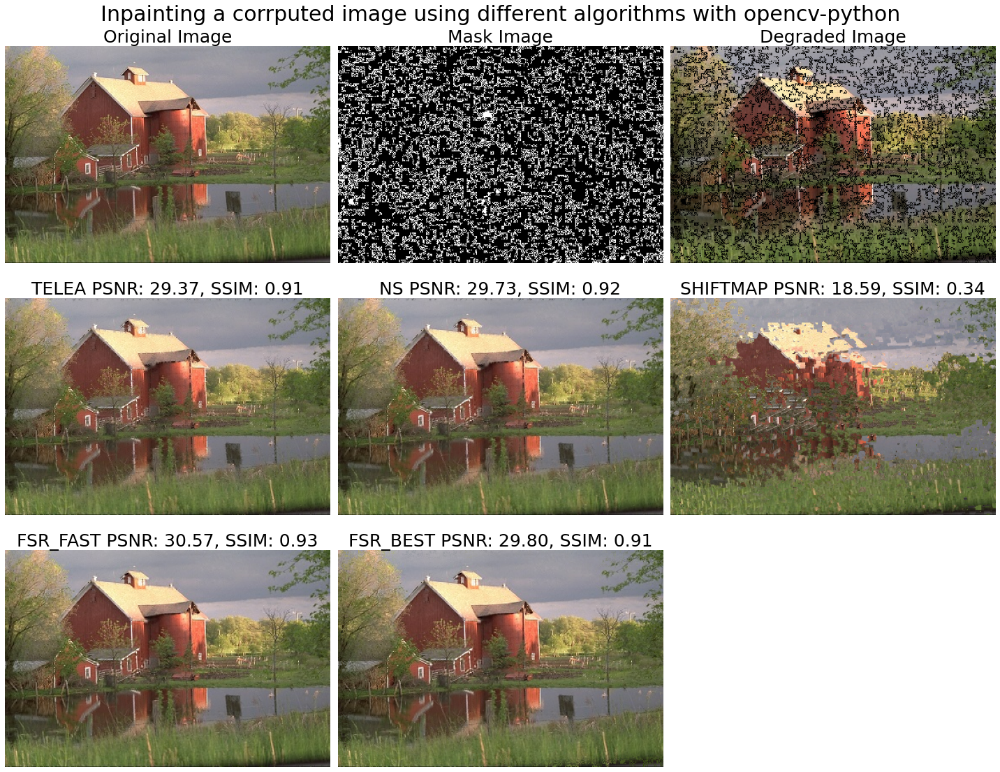 Inpainting a corrputed image using different algorithms with opencv-python
Original Image
Mask Image
Degraded Image
TELEA PSNR: 29.37, SSIM: 0.91
NS PSNR: 29.73, SSIM: 0.92
SHIFTMAP PSNR: 18.59, SSIM: 0.34
FSR_FAST PSNR: 30.57, SSIM: 0.93
FSR_BEST PSNR: 29.80, SSIM: 0.91